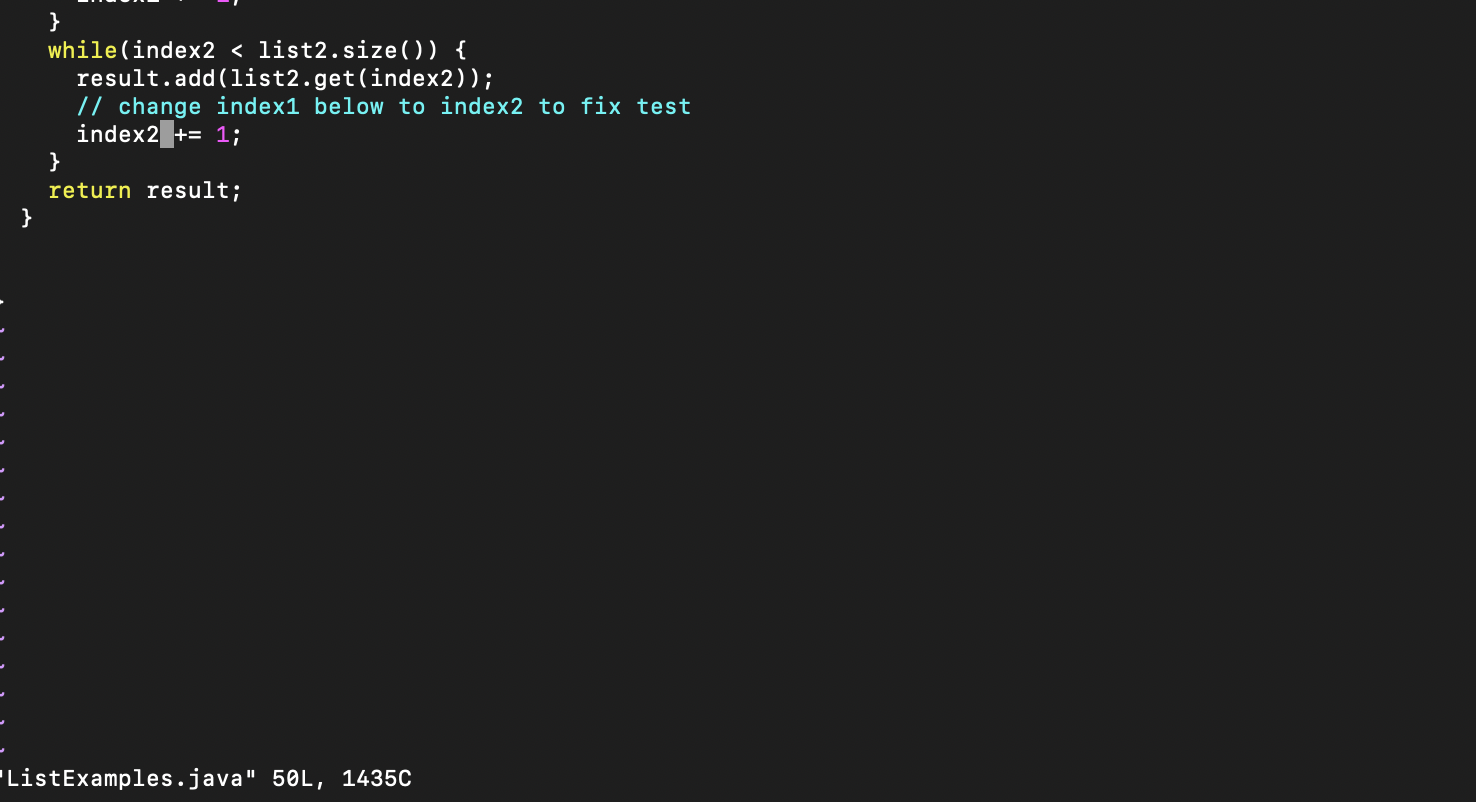 }
  while(index2 < list2.size()) {
    result.add(list2.get(index2));
    // change index1 below to index2 to fix test
    index2 += 1;
  }
  return result;
}
"ListExamples.java" 50L, 1435C